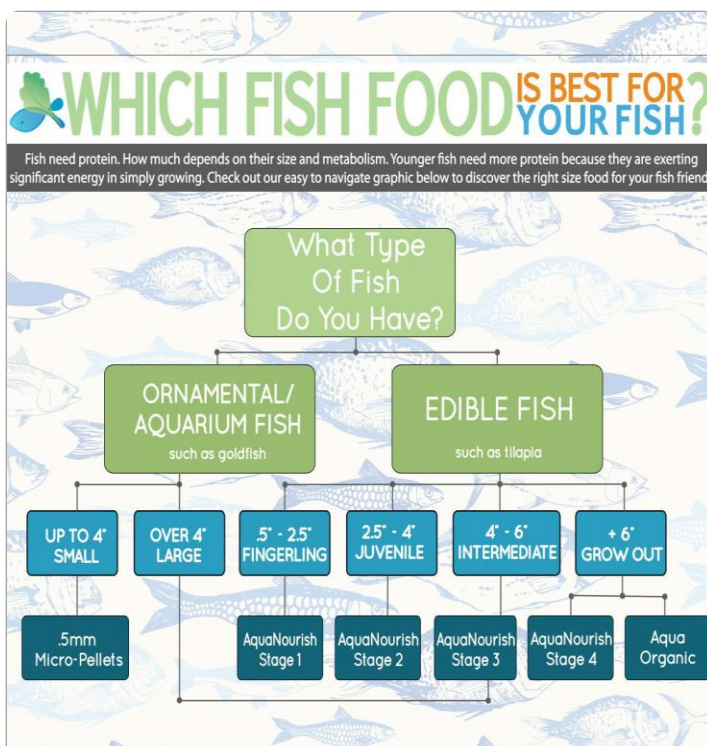 WHICH FISH FOOD
IS BEST FOR
YOUR FISH?
Fish need protein. How much depends on their size and metabolism. Younger fish need more protein because they are exerting
significant energy in simply growing. Check out our easy to navigate graphic below to discover the right size food for your fish friend
What Type
Of Fish
Do You Have?
ORNAMENTAL/
AQUARIUM FISH
such as goldfish
EDIBLE FISH
such as tilapia
UP TO 4"
SMALL
OVER 4"
LARGE
.5" - 2.5"
FINGERLING
2.5" - 4"
JUVENILE
4" - 6"
INTERMEDIATE
+ 6"
GROW OUT
.5mm
Micro-Pellets
AquaNourish
Stage 1
AquaNourish
Stage 2
AquaNourish
Stage 3
AquaNourish
Stage 4
Aqua
Organic